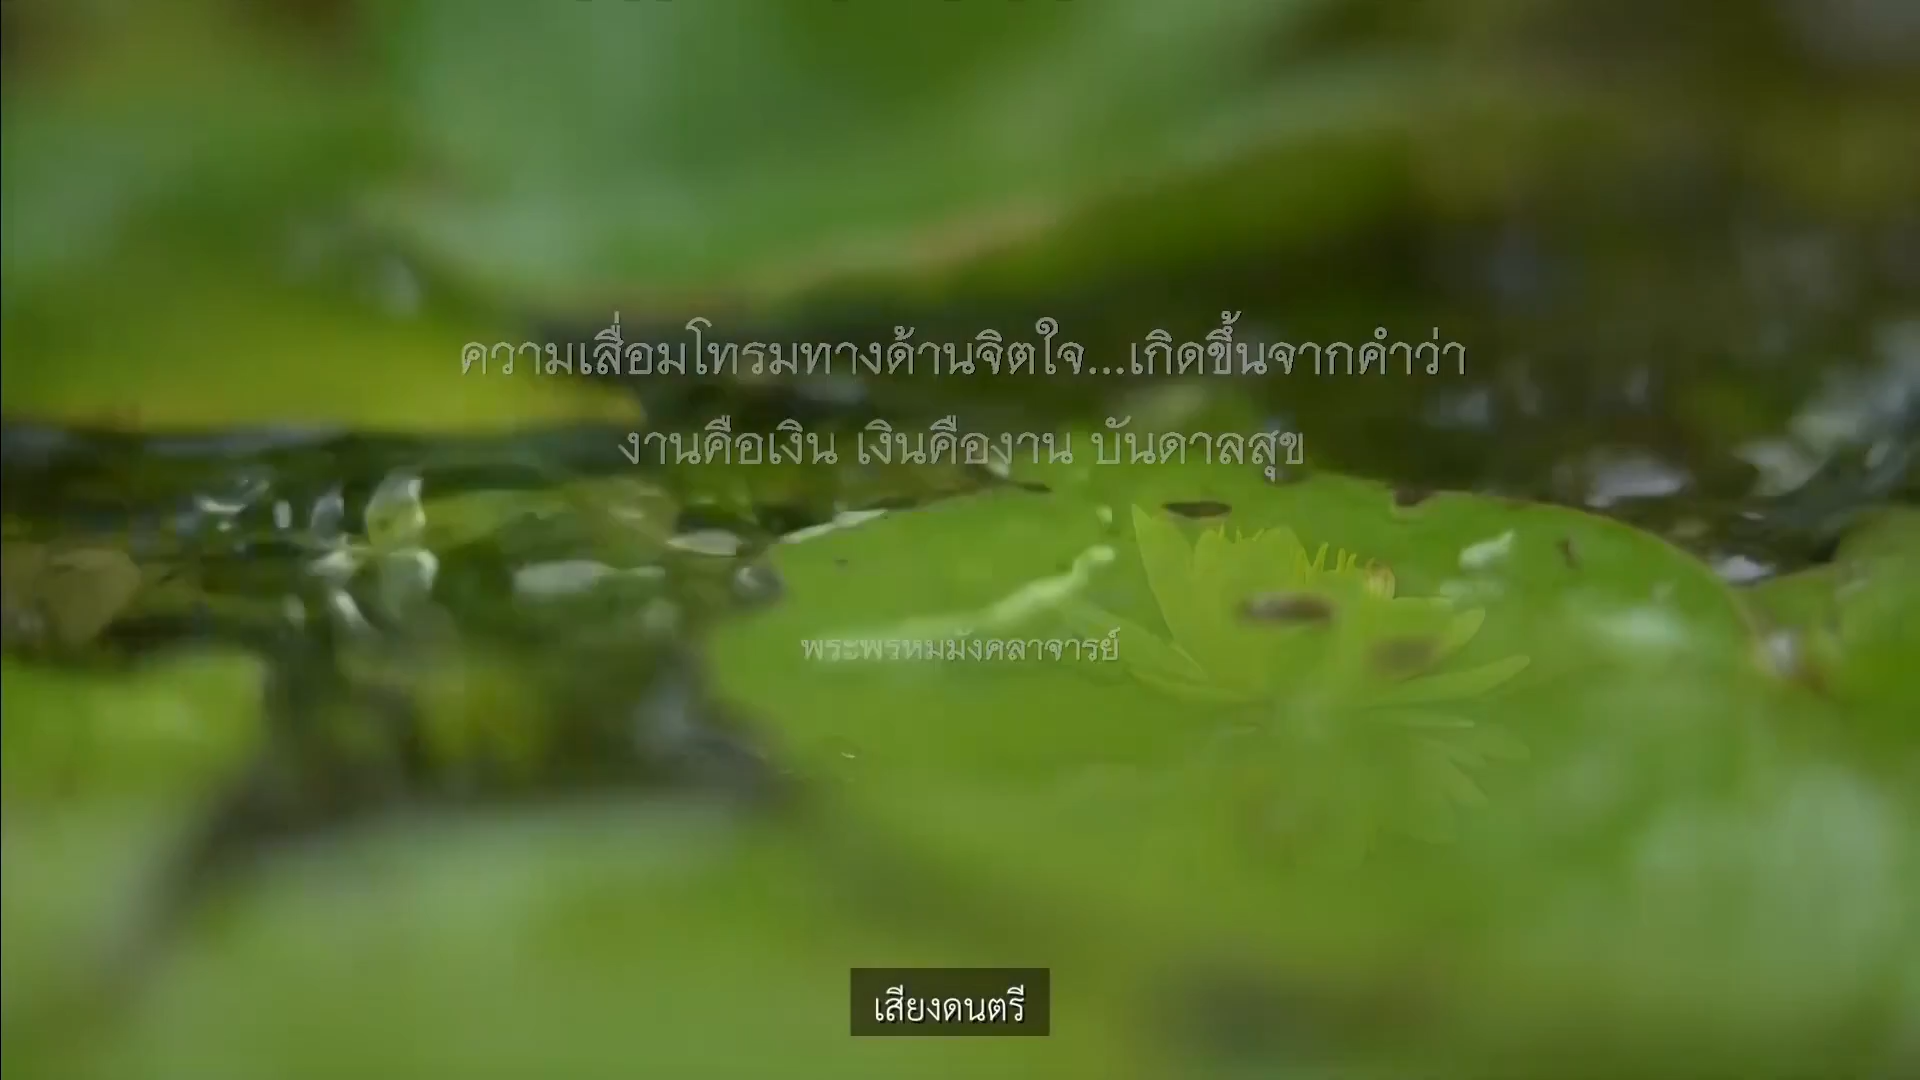 ความเสื่อมโทรมทางด้านจิตใจ...เกิดขึ้นจากคำว่า
งานคือเงิน เงินคืองาน บันดาลสุข
พระพรหมมังคลาจารย์
เสียงดนตรี